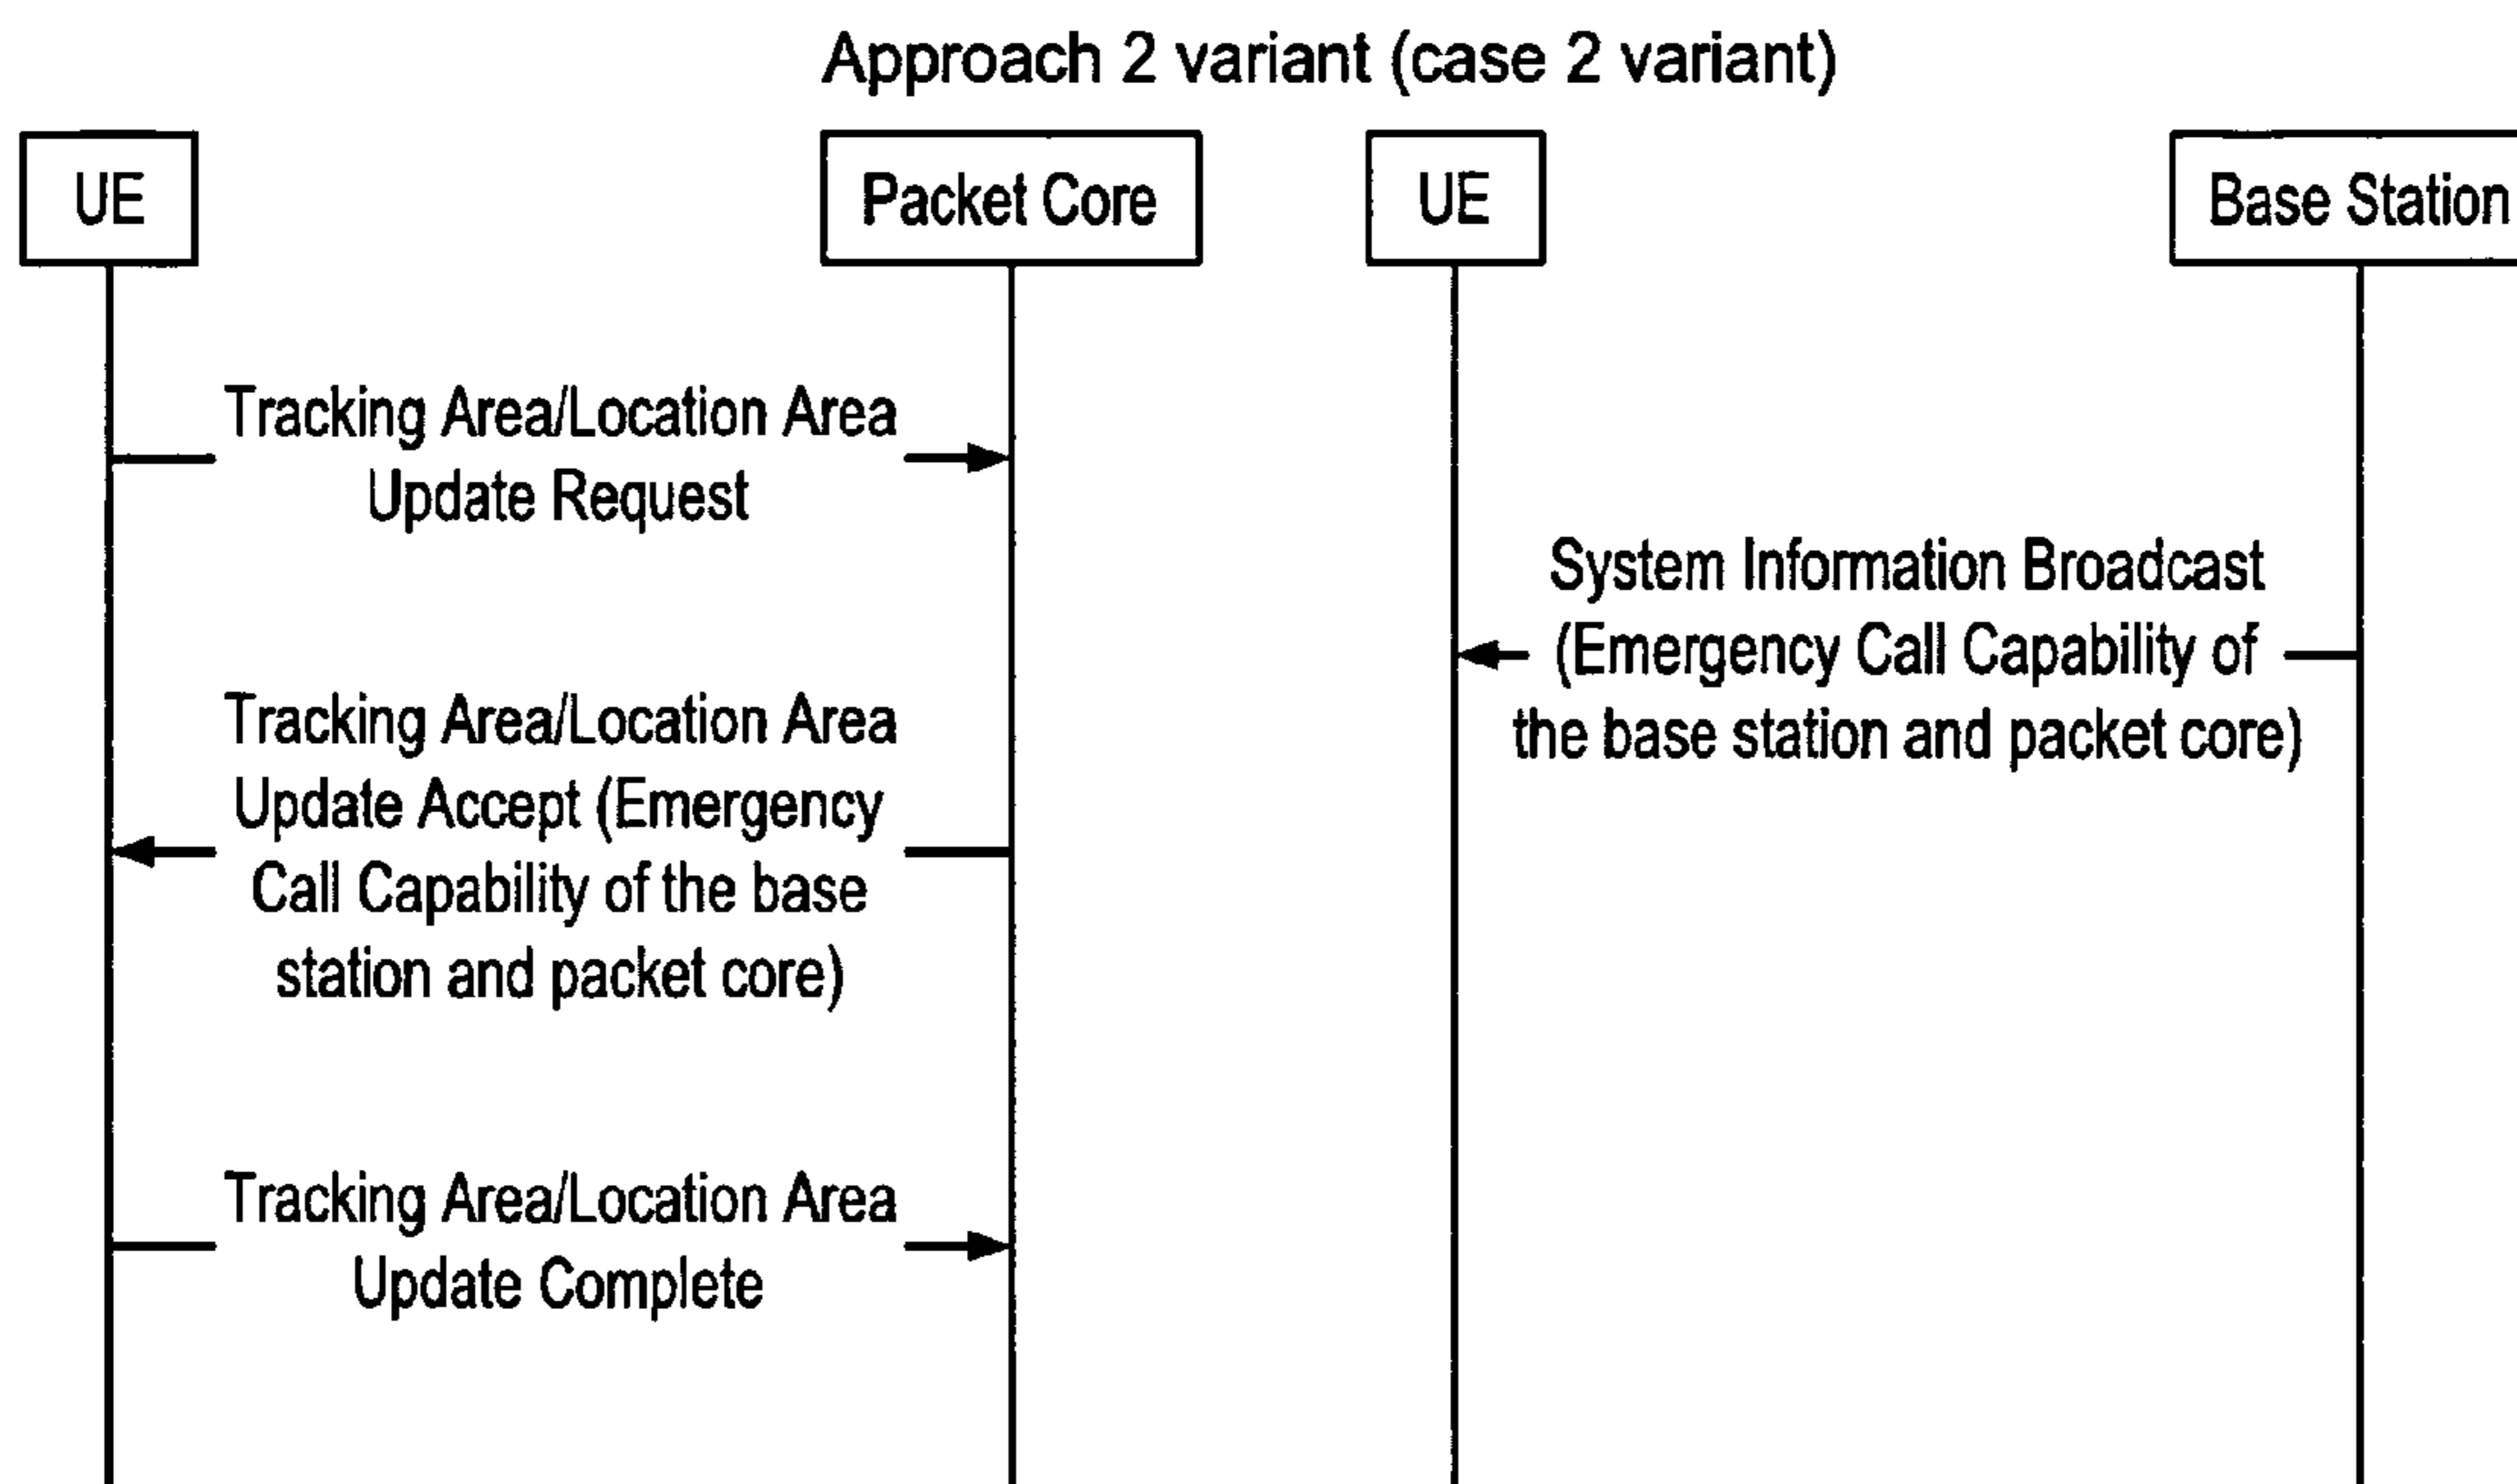 Approach 2 variant (case 2 variant)
UE
Packet Core
UE
Base Station
Tracking Area/Location Area
Update Request
Tracking Area/Location Area
Update Accept (Emergency
Call Capability of the base
station and packet core)
Tracking Area/Location Area
Update Complete
System Information Broadcast
(Emergency Call Capability of
the base station and packet core)